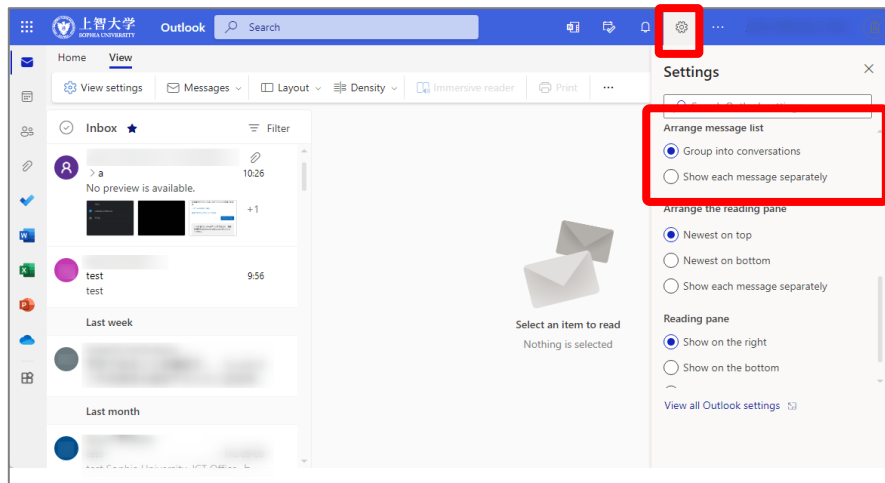 上智大学
SOPHIA UNIVERSITY
Outlook
Search
Home View
View settings Messages Layout Density Immersive reader Print
Inbox Filter
R
> a 10:26
No preview is available.
+1
test 9:56
test
Last week
Last month
Select an item to read
Nothing is selected
Settings
Arrange message list
Group into conversations
Show each message separately
Arrange the reading pane
Newest on top
Newest on bottom
Show each message separately
Reading pane
Show on the right
Show on the bottom
View all Outlook settings